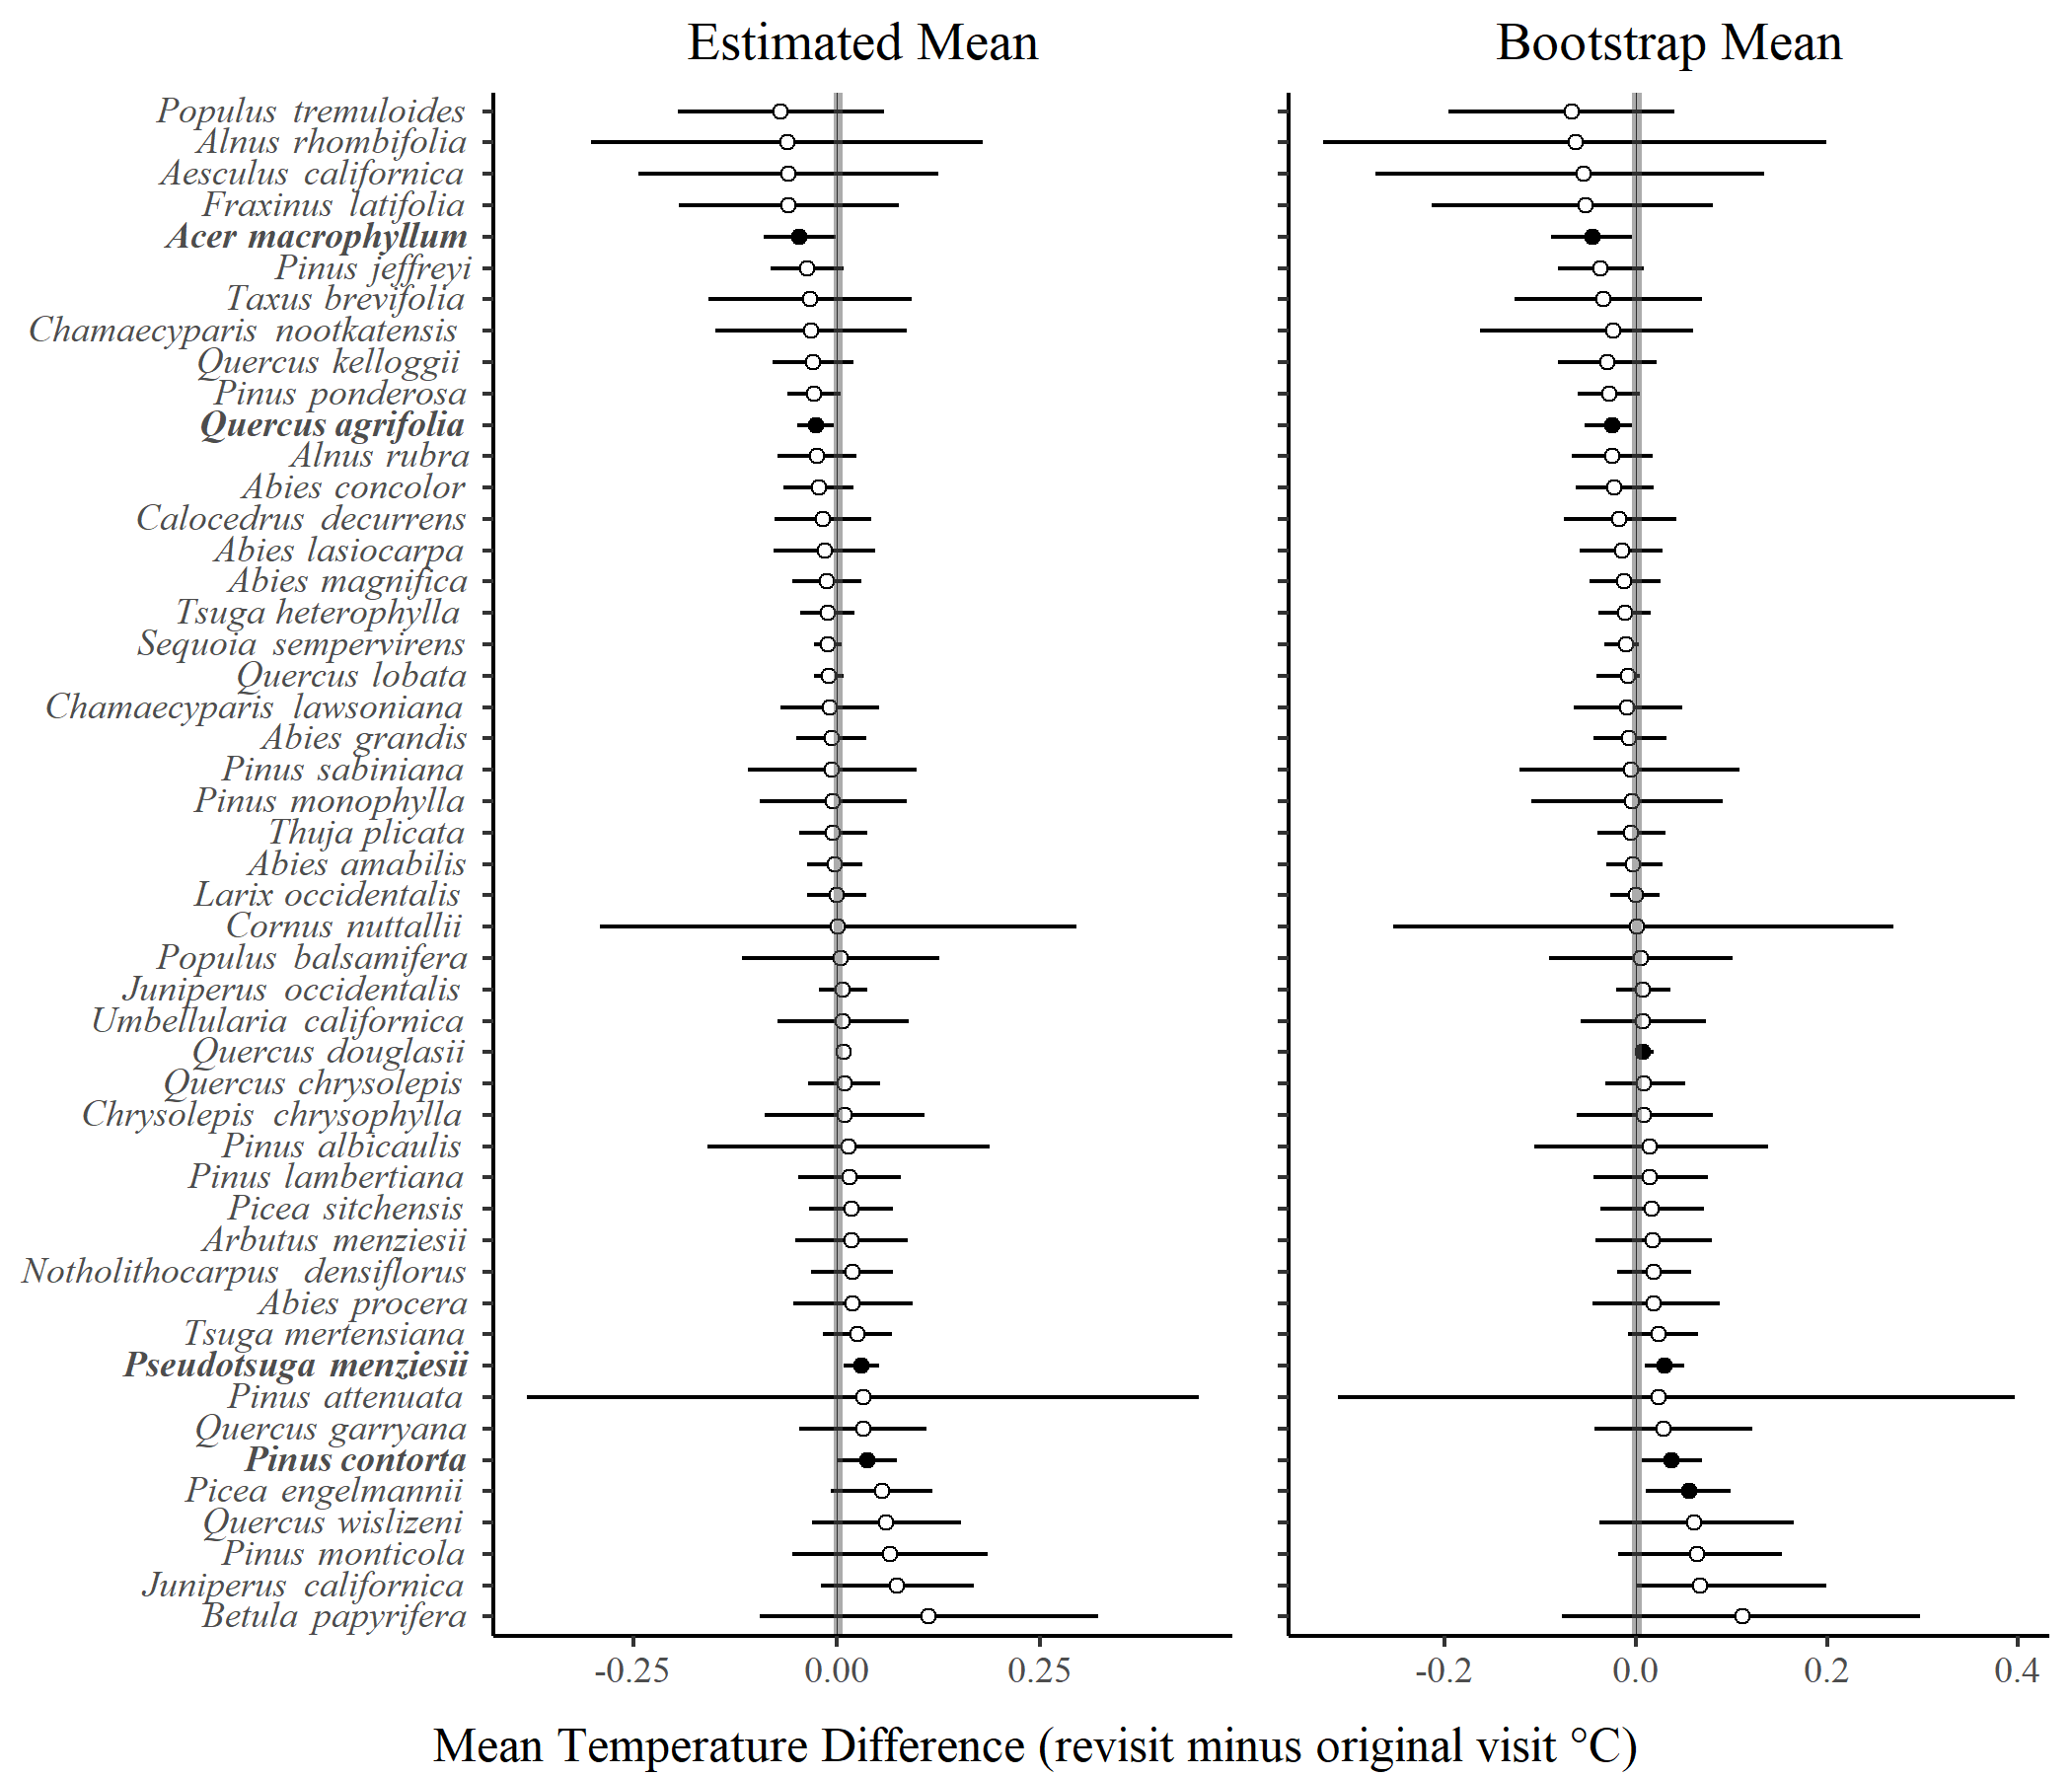 Estimated Mean
Bootstrap Mean
Populus tremuloides
Alnus rhombifolia
Aesculus californica
Fraxinus latifolia
Acer macrophyllum
Pinus jeffreyi
Taxus brevifolia
Chamaecyparis nootkatensis
Quercus kelloggii
Pinus ponderosa
Quercus agrifolia
Alnus rubra
Abies concolor
Calocedrus decurrens
Abies lasiocarpa
Abies magnifica
Tsuga heterophylla
Sequoia sempervirens
Quercus lobata
Chamaecyparis lawsoniana
Abies grandis
Pinus sabiniana
Pinus monophylla
Thuja plicata
Abies amabilis
Larix occidentalis
Cornus nuttallii
Populus balsamifera
Juniperus occidentalis
Umbellularia californica
Quercus douglasii
Quercus chrysolepis
Chrysolepis chrysophylla
Pinus albicaulis
Pinus lambertiana
Picea sitchensis
Arbutus menziesii
Notholithocarpus densiflorus
Abies procera
Tsuga mertensiana
Pseudotsuga menziesii
Pinus attenuata
Quercus garryana
Pinus contorta
Picea engelmannii
Quercus wislizeni
Pinus monticola
Juniperus californica
Betula papyrifera
-0.25 0.00 0.25
-0.2 0.0 0.2 0.4
Mean Temperature Difference (revisit minus original visit °C)